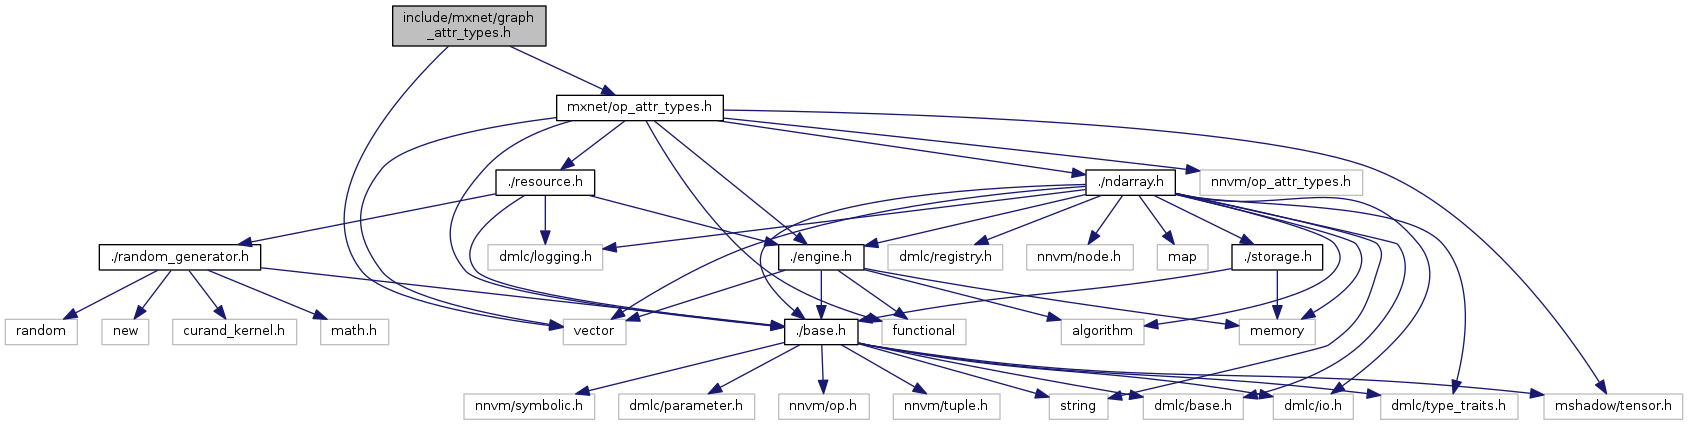 include/mxnet/graph
_attr_types.h
mxnet/op_attr_types.h
./resource.h
./ndarray.h
nnvm/op_attr_types.h
./random_generator.h
dmlc/logging.h
./engine.h
dmlc/registry.h
nnvm/node.h
map
./storage.h
random
new
curand_kernel.h
math.h
vector
./base.h
functional
algorithm
memory
nnvm/symbolic.h
dmlc/parameter.h
nnvm/op.h
nnvm/tuple.h
string
dmlc/base.h
dmlc/io.h
dmlc/type_traits.h
mshadow/tensor.h